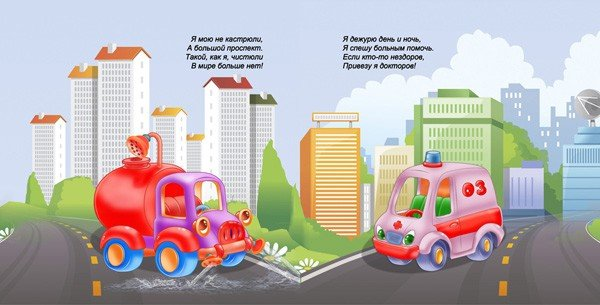 Я мою не кастрюли,
А большой проспект.
Такой, как я, чистюли
В мире больше нет!
Я дежурю день и ночь,
Я спешу больным помочь.
Если кто-то нездоров,
Привезу я докторов!
03